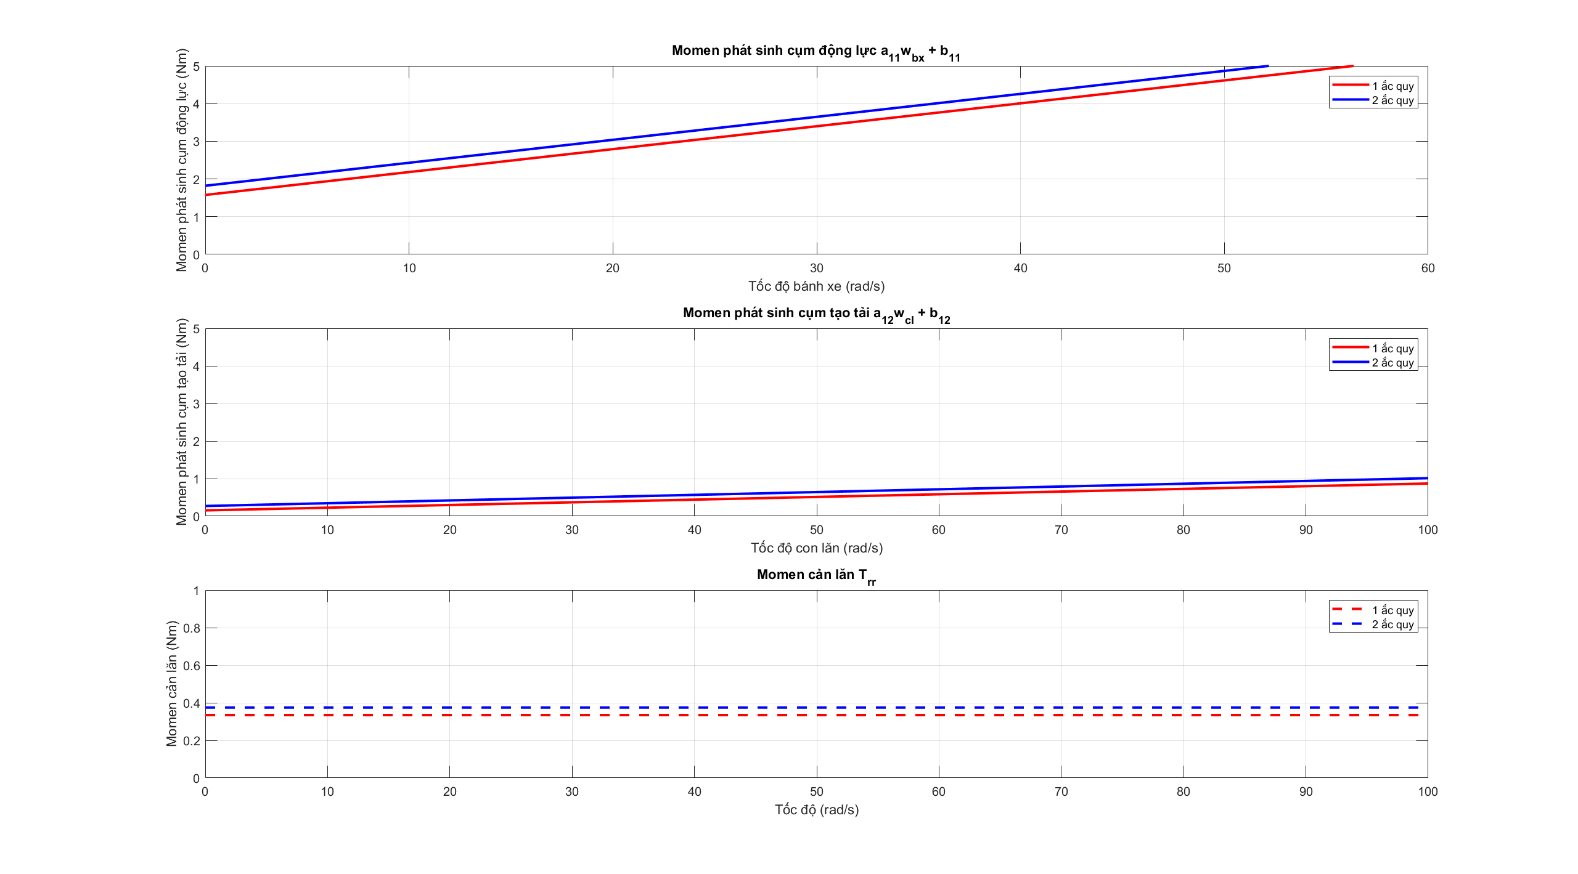 Momen phát sinh cụm động lực a11wbx + b11
Momen phát sinh cụm động lực (Nm)
5
4
3
2
1
0
0 10 20 30 40 50 60
Tốc độ bánh xe (rad/s)
1 ắc quy
2 ắc quy
Momen phát sinh cụm tạo tải a12wcl + b12
Momen phát sinh cụm tạo tải (Nm)
5
4
3
2
1
0
0 10 20 30 40 50 60 70 80 90 100
Tốc độ con lăn (rad/s)
1 ắc quy
2 ắc quy
Momen cản lăn Trr
Momen cản lăn (Nm)
1
0.8
0.6
0.4
0.2
0
0 10 20 30 40 50 60 70 80 90 100
Tốc độ (rad/s)
1 ắc quy
2 ắc quy